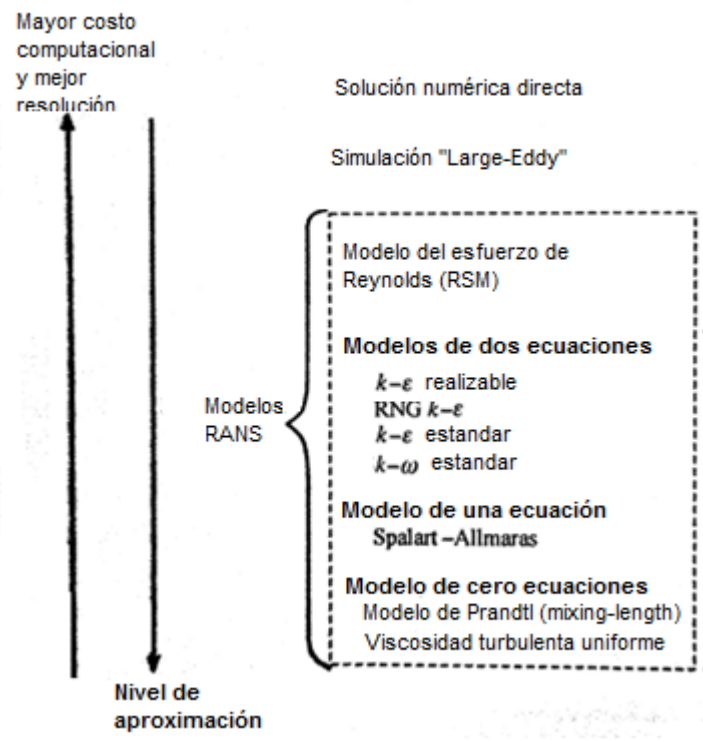 Mayor costo
computacional
y mejor
resolución
Solución numérica directa
Simulación "Large-Eddy"
Modelo del esfuerzo de
Reynolds (RSM)
Modelos de dos ecuaciones
k–ε realizable
RNG k–ε
k–ε estandar
k–ω estandar
Modelos
RANS
Modelo de una ecuación
Spalart –Allmaras
Modelo de cero ecuaciones
Modelo de Prandtl (mixing-length)
Viscosidad turbulenta uniforme
Nivel de
aproximación